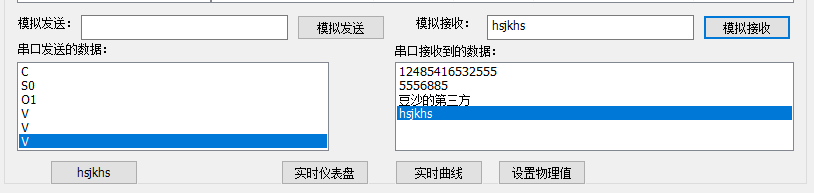 模拟发送： 模拟发送 模拟接收： hsjkhs 模拟接收
串口发送的数据： 串口接收到的数据：
C
S0
O1
V
V
V
12485416532555
5556885
豆沙的第三方
hsjkhs
hsjkhs 实时仪表盘 实时曲线 设置物理值